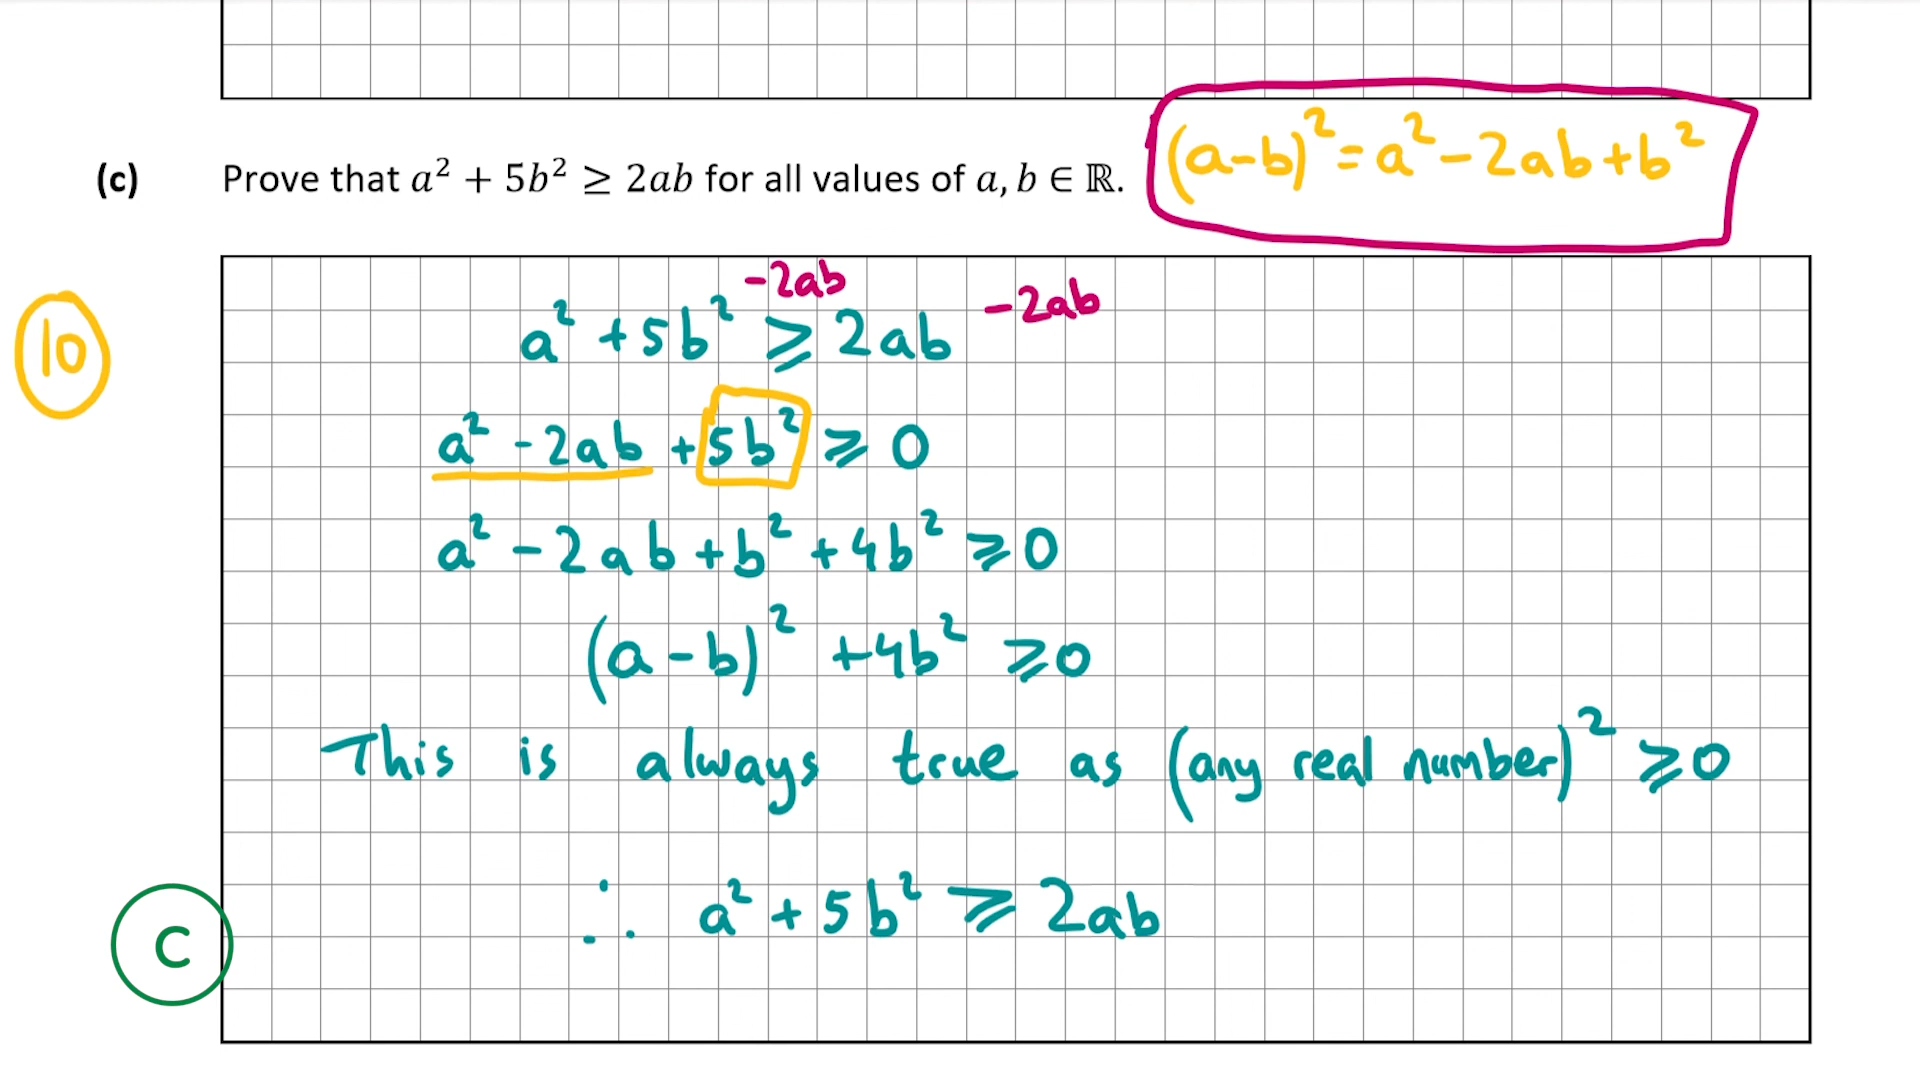 (a-b)² = a² - 2ab + b²
(c) Prove that a² + 5b² ≥ 2ab for all values of a, b ∈ ℝ.
-2ab -2ab
10
a² + 5b² ≥ 2ab
a² - 2ab + 5b² ≥ 0
a² - 2ab + b² + 4b² ≥ 0
(a - b)² + 4b² ≥ 0
This is always true as (any real number)² ≥ 0
∴ a² + 5b² ≥ 2ab
C